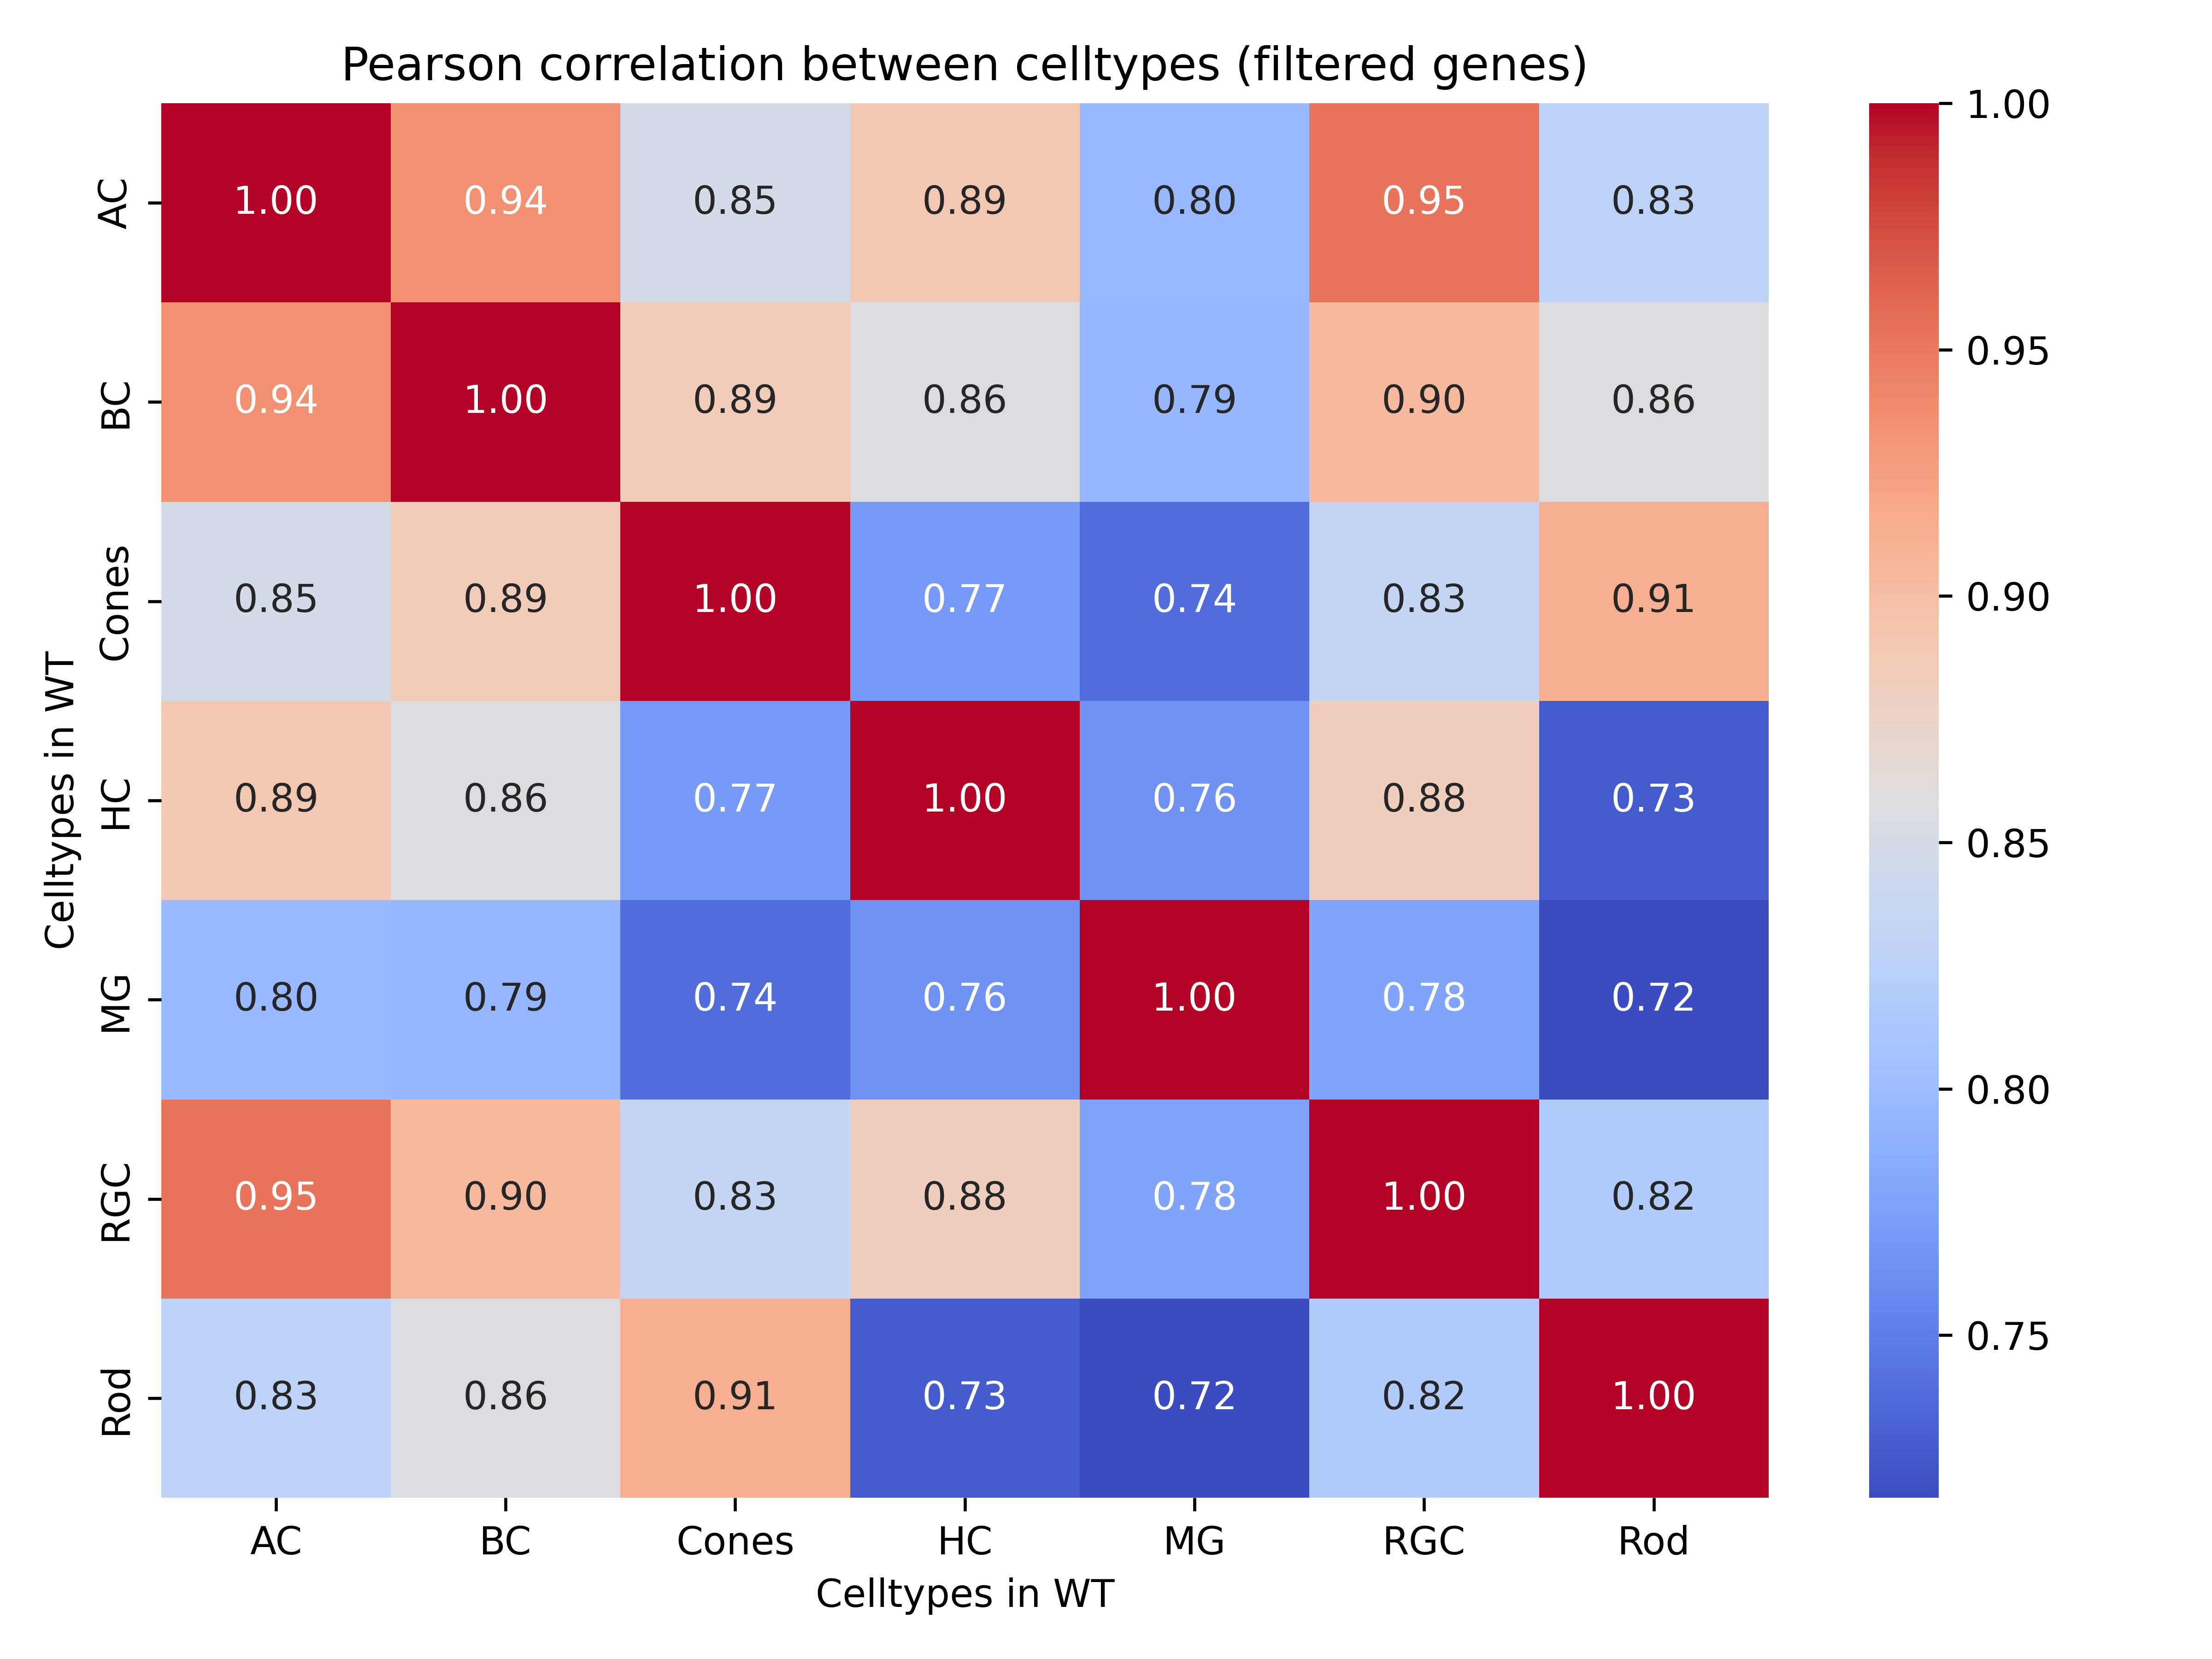 Pearson correlation between celltypes (filtered genes)
Celltypes in WT
AC 1.00 0.94 0.85 0.89 0.80 0.95 0.83
BC 0.94 1.00 0.89 0.86 0.79 0.90 0.86
Cones 0.85 0.89 1.00 0.77 0.74 0.83 0.91
HC 0.89 0.86 0.77 1.00 0.76 0.88 0.73
MG 0.80 0.79 0.74 0.76 1.00 0.78 0.72
RGC 0.95 0.90 0.83 0.88 0.78 1.00 0.82
Rod 0.83 0.86 0.91 0.73 0.72 0.82 1.00
AC BC Cones HC MG RGC Rod
Celltypes in WT
1.00
0.95
0.90
0.85
0.80
0.75